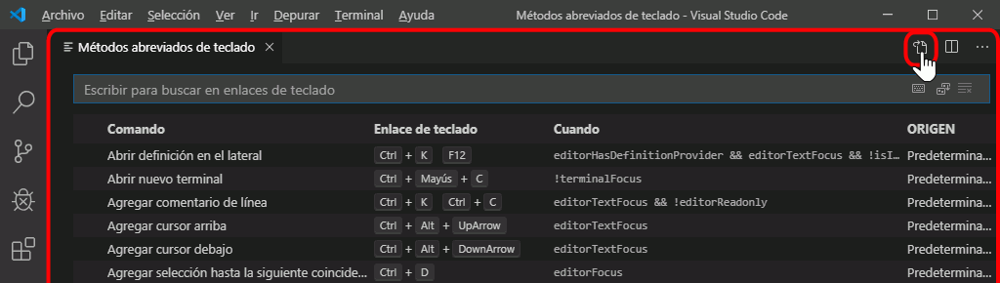 Archivo Editar Selección Ver Ir Depurar Terminal Ayuda Métodos abreviados de teclado - Visual Studio Code
Métodos abreviados de teclado
Escribir para buscar en enlaces de teclado
Comando Enlace de teclado Cuando ORIGEN
Abrir definición en el lateral Ctrl + K F12 editorHasDefinitionProvider && editorTextFocus && !isI... Predetermina...
Abrir nuevo terminal Ctrl + Mayús + C !terminalFocus Predetermina...
Agregar comentario de línea Ctrl + K Ctrl + C editorTextFocus && !editorReadonly Predetermina...
Agregar cursor arriba Ctrl + Alt + UpArrow editorTextFocus Predetermina...
Agregar cursor debajo Ctrl + Alt + DownArrow editorTextFocus Predetermina...
Agregar selección hasta la siguiente coincide... Ctrl + D editorFocus Predetermina...